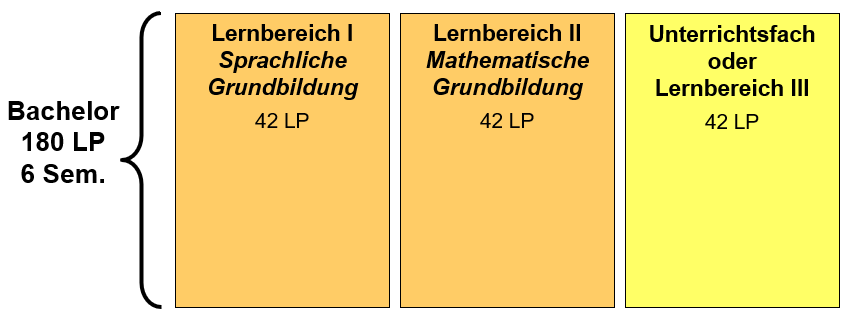 Bachelor
180 LP
6 Sem.
Lernbereich I
Sprachliche
Grundbildung
42 LP
Lernbereich II
Mathematische
Grundbildung
42 LP
Unterrichtsfach
oder
Lernbereich III
42 LP